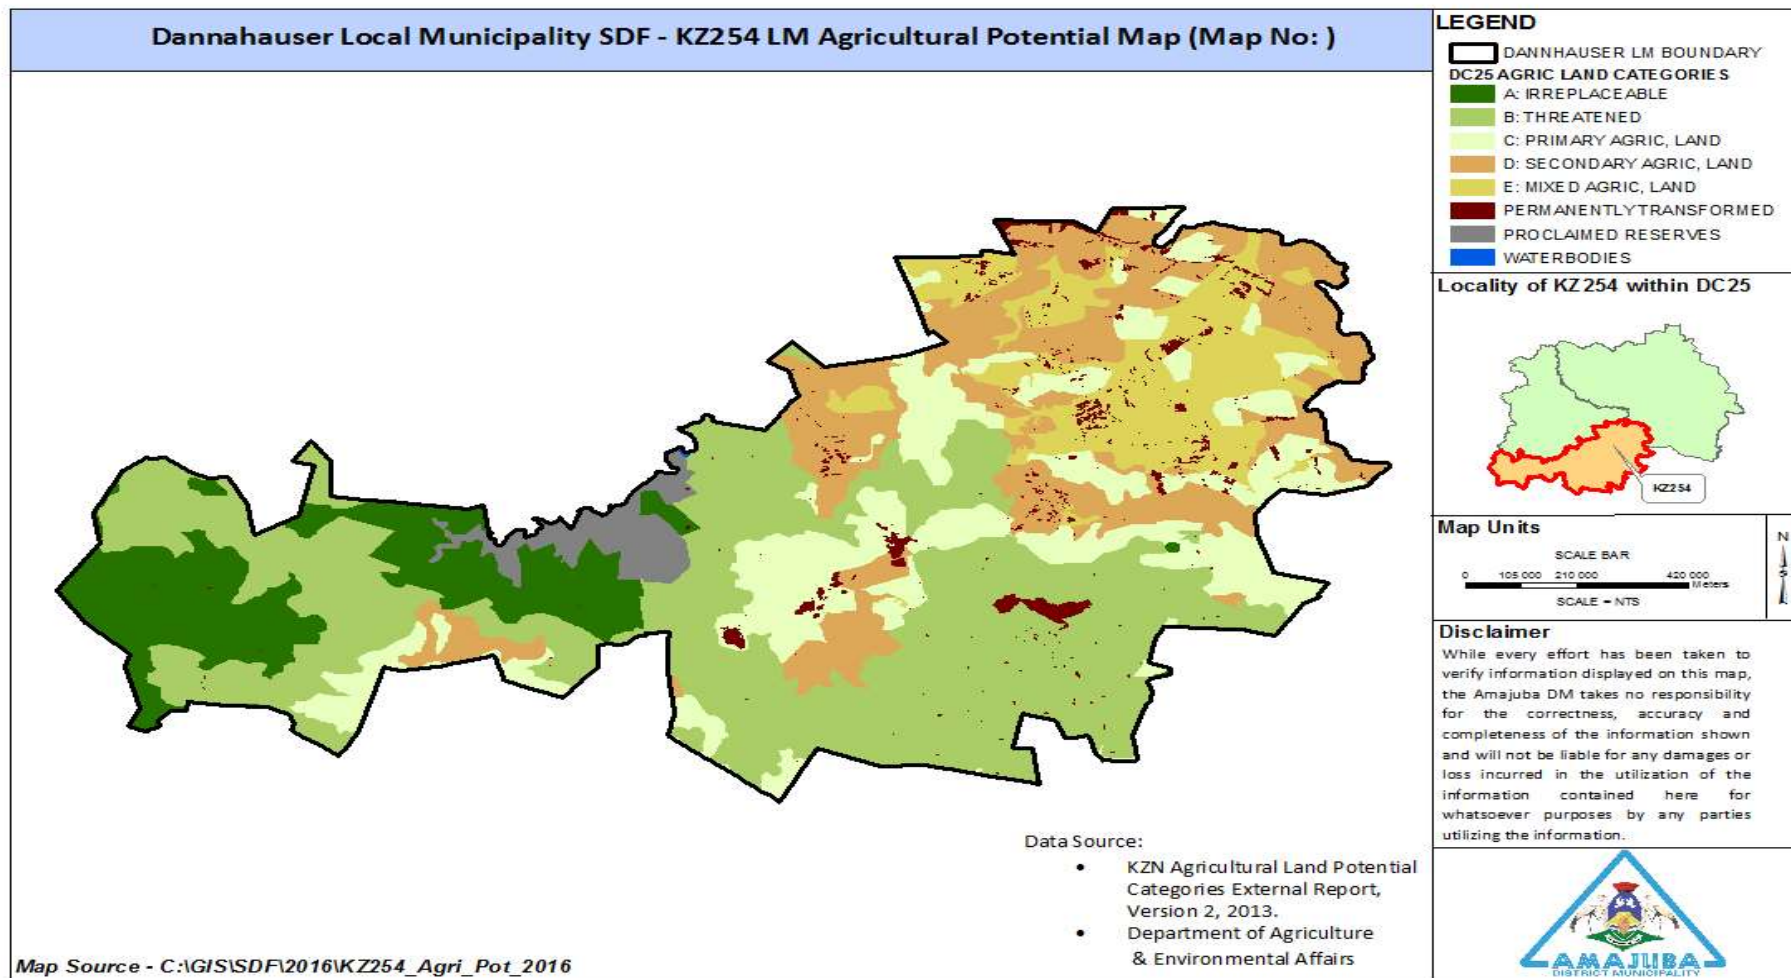 Dannahauser Local Municipality SDF - KZ254 LM Agricultural Potential Map (Map No: )
LEGEND
DANNHAUSER LM BOUNDARY
DC25 AGRIC LAND CATEGORIES
A: IRREPLACEABLE
B: THREATENED
C: PRIMARY AGRIC, LAND
D: SECONDARY AGRIC, LAND
E: MIXED AGRIC, LAND
PERMANENTLY TRANSFORMED
PROCLAIMED RESERVES
WATERBODIES
Locality of KZ254 within DC25
KZ254
Map Units
SCALE BAR
0 105 000 210 000 420 000
Meters
SCALE = NTS
N
S
Disclaimer
While every effort has been taken to
verify information displayed on this map,
the Amajuba DM takes no responsibility
for the correctness, accuracy and
completeness of the information shown
and will not be liable for any damages or
loss incurred in the utilization of the
information contained here for
whatsoever purposes by any parties
utilizing the information.
Data Source:
• KZN Agricultural Land Potential
Categories External Report,
Version 2, 2013.
• Department of Agriculture
& Environmental Affairs
Map Source - C:\GIS\SDF\2016\KZ254_Agri_Pot_2016
AMAJUBA
DISTRICT MUNICIPALITY